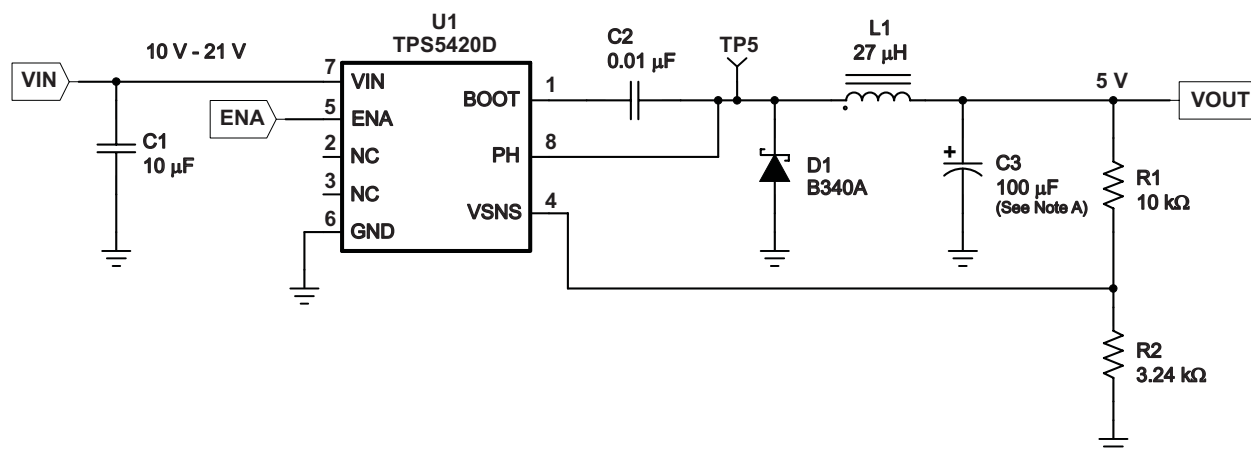 U1
TPS5420D
10 V - 21 V
VIN
7
VIN
ENA
5
ENA
2
NC
3
NC
6
GND
BOOT
1
PH
8
VSNS
4
C1
10 μF
C2
0.01 μF
TP5
L1
27 μH
5 V
VOUT
D1
B340A
+
C3
100 μF
(See Note A)
R1
10 kΩ
R2
3.24 kΩ